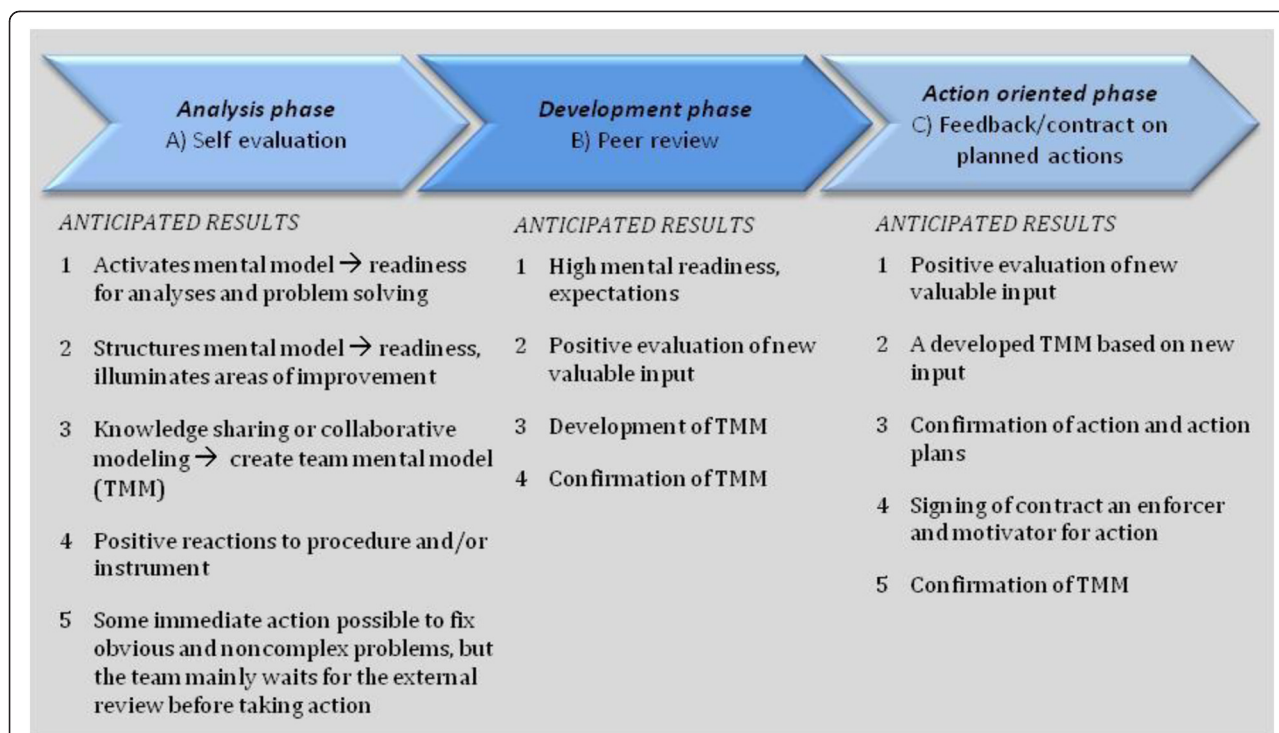 Analysis phase
A) Self evaluation
Development phase
B) Peer review
Action oriented phase
C) Feedback/contract on
planned actions
ANTICIPATED RESULTS
1 Activates mental model → readiness
for analyses and problem solving
2 Structures mental model → readiness,
illuminates areas of improvement
3 Knowledge sharing or collaborative
modeling → create team mental model
(TMM)
4 Positive reactions to procedure and/or
instrument
5 Some immediate action possible to fix
obvious and noncomplex problems, but
the team mainly waits for the external
review before taking action
ANTICIPATED RESULTS
1 High mental readiness,
expectations
2 Positive evaluation of new
valuable input
3 Development of TMM
4 Confirmation of TMM
ANTICIPATED RESULTS
1 Positive evaluation of new
valuable input
2 A developed TMM based on new
input
3 Confirmation of action and action
plans
4 Signing of contract an enforcer
and motivator for action
5 Confirmation of TMM